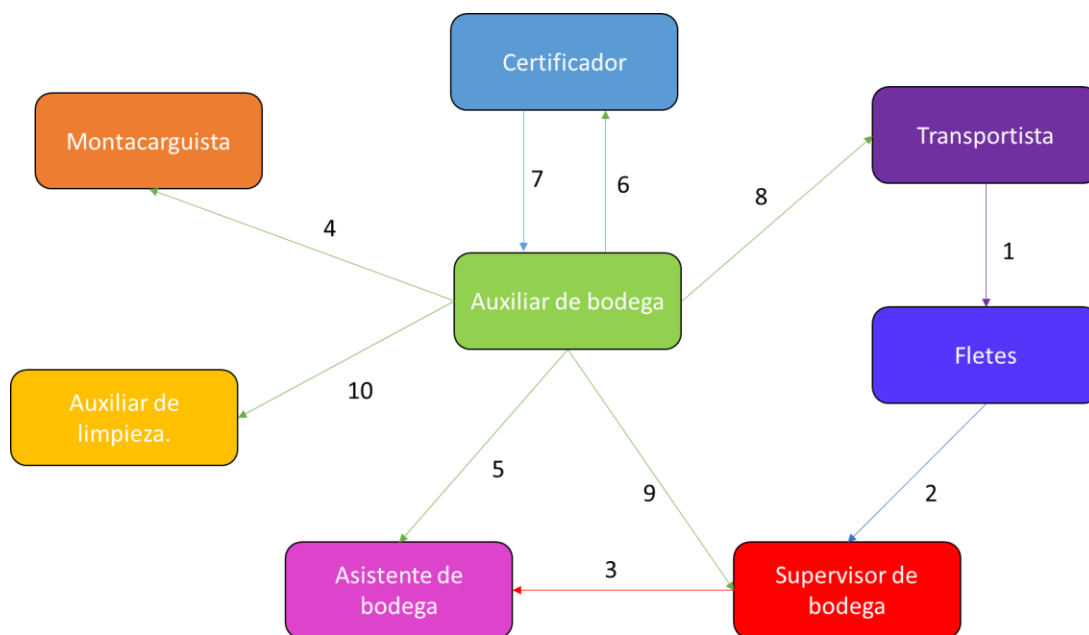 Certificador
Montacarguista
Transportista
7
6
8
4
1
Auxiliar de bodega
Fletes
10
Auxiliar de
limpieza.
5
9
2
3
Asistente de
bodega
Supervisor de
bodega